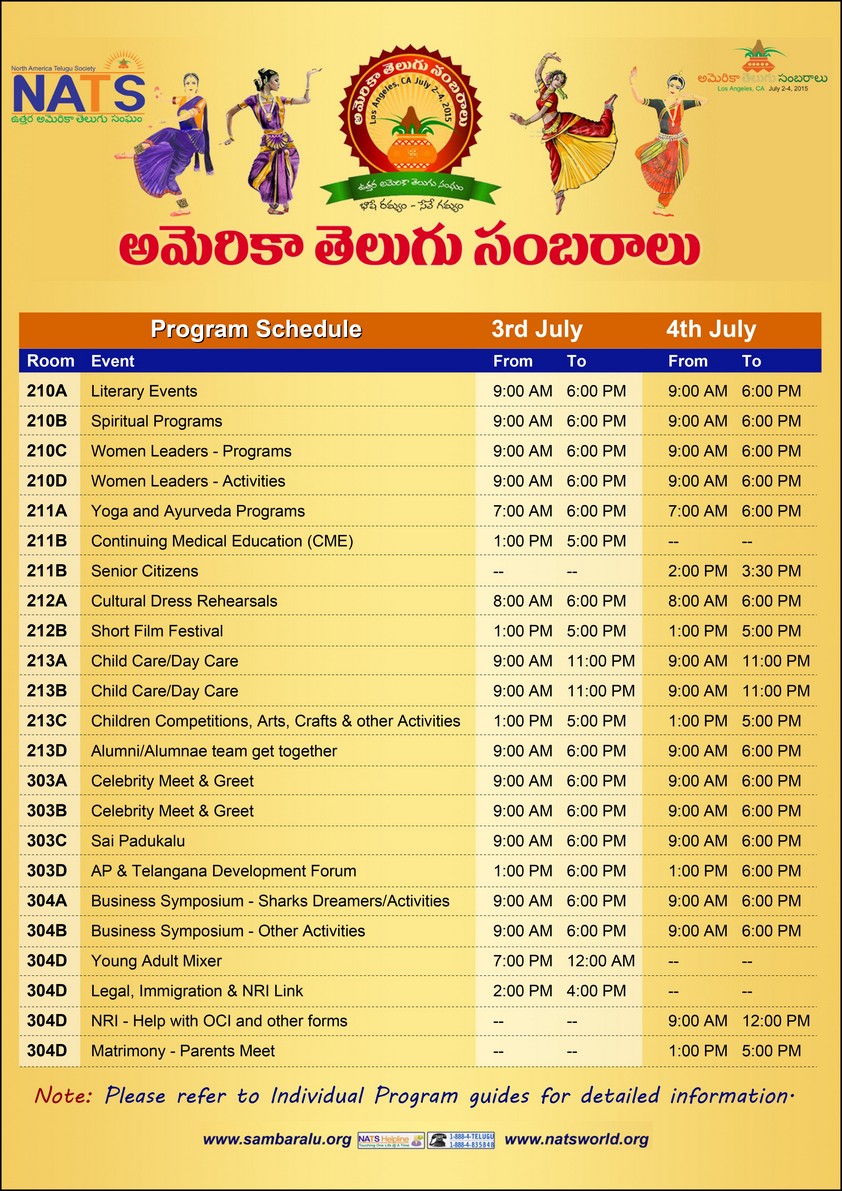 North America Telugu Society
NATS
ఉత్తర అమెరికా తెలుగు సంఘం
అమెరికా తెలుగు సంబరాలు
Los Angeles, CA July 2-4, 2015
ఉత్తర అమెరికా తెలుగు సంఘం
భాషే రమ్యం - సేవే గమ్యం
అమెరికా తెలుగు సంబరాలు
Los Angeles, CA July 2-4, 2015
అమెరికా తెలుగు సంబరాలు
Program Schedule 3rd July 4th July
Room Event From To From To
210A Literary Events 9:00 AM 6:00 PM 9:00 AM 6:00 PM
210B Spiritual Programs 9:00 AM 6:00 PM 9:00 AM 6:00 PM
210C Women Leaders - Programs 9:00 AM 6:00 PM 9:00 AM 6:00 PM
210D Women Leaders - Activities 9:00 AM 6:00 PM 9:00 AM 6:00 PM
211A Yoga and Ayurveda Programs 7:00 AM 6:00 PM 7:00 AM 6:00 PM
211B Continuing Medical Education (CME) 1:00 PM 5:00 PM -- --
211B Senior Citizens -- -- 2:00 PM 3:30 PM
212A Cultural Dress Rehearsals 8:00 AM 6:00 PM 8:00 AM 6:00 PM
212B Short Film Festival 1:00 PM 5:00 PM 1:00 PM 5:00 PM
213A Child Care/Day Care 9:00 AM 11:00 PM 9:00 AM 11:00 PM
213B Child Care/Day Care 9:00 AM 11:00 PM 9:00 AM 11:00 PM
213C Children Competitions, Arts, Crafts & other Activities 1:00 PM 5:00 PM 1:00 PM 5:00 PM
213D Alumni/Alumnae team get together 9:00 AM 6:00 PM 9:00 AM 6:00 PM
303A Celebrity Meet & Greet 9:00 AM 6:00 PM 9:00 AM 6:00 PM
303B Celebrity Meet & Greet 9:00 AM 6:00 PM 9:00 AM 6:00 PM
303C Sai Padukalu 9:00 AM 6:00 PM 9:00 AM 6:00 PM
303D AP & Telangana Development Forum 1:00 PM 6:00 PM 1:00 PM 6:00 PM
304A Business Symposium - Sharks Dreamers/Activities 9:00 AM 6:00 PM 9:00 AM 6:00 PM
304B Business Symposium - Other Activities 9:00 AM 6:00 PM 9:00 AM 6:00 PM
304D Young Adult Mixer 7:00 PM 12:00 AM -- --
304D Legal, Immigration & NRI Link 2:00 PM 4:00 PM -- --
304D NRI - Help with OCI and other forms -- -- 9:00 AM 12:00 PM
304D Matrimony - Parents Meet -- -- 1:00 PM 5:00 PM
Note: Please refer to Individual Program guides for detailed information.
www.sambaralu.org NATS Helpline 1-888-4-TELUGU www.natsworld.org
Touching One Life @ A Time 1-888-4-835848